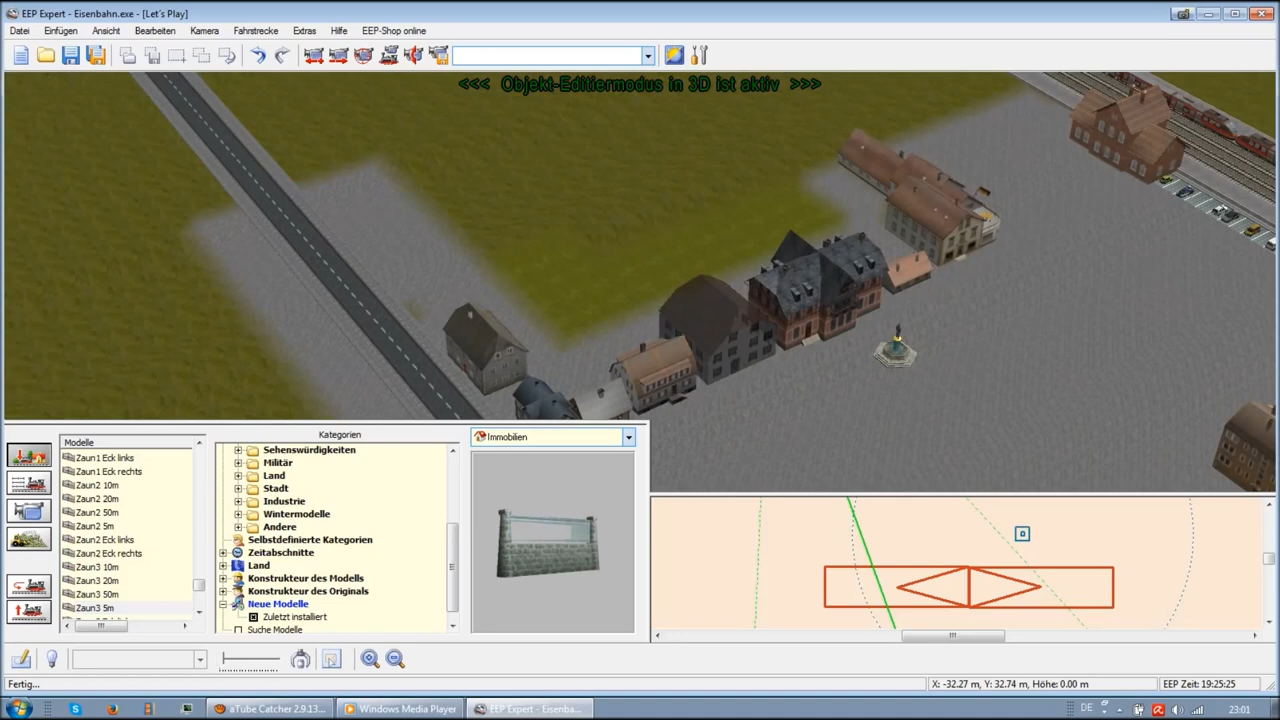 EEP Expert - Eisenbahn.exe - [Let´s Play]
Datei Einfügen Ansicht Bearbeiten Kamera Fahrstrecke Extras Hilfe EEP-Shop online
<<< Objekt-Editiermodus in 3D ist aktiv >>>
Modelle
Zaun1 Eck links
Zaun1 Eck rechts
Zaun2 10m
Zaun2 20m
Zaun2 50m
Zaun2 5m
Zaun2 Eck links
Zaun2 Eck rechts
Zaun3 10m
Zaun3 20m
Zaun3 50m
Zaun3 5m
Kategorien
Sehenswürdigkeiten
Militär
Land
Stadt
Industrie
Wintermodelle
Andere
Selbstdefinierte Kategorien
Zeitabschnitte
Land
Konstrukteur des Modells
Konstrukteur des Originals
Neue Modelle
Zuletzt installiert
Suche Modelle
Immobilien
Fertig...
X: -32.27 m, Y: 32.74 m, Höhe: 0.00 m
EEP Zeit: 19:25:25
aTube Catcher 2.9.13...
Windows Media Player
EEP Expert - Eisenba...
DE
23:01